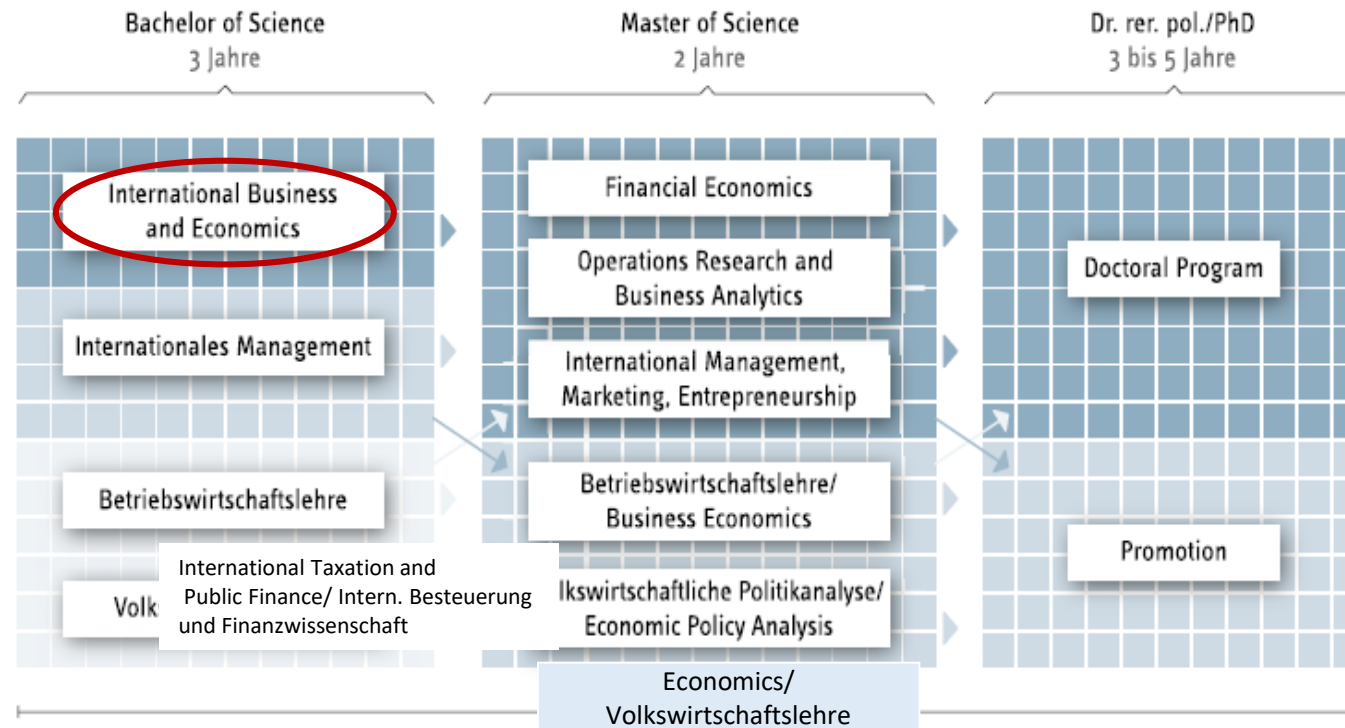 Bachelor of Science
3 Jahre
Master of Science
2 Jahre
Dr. rer. pol./PhD
3 bis 5 Jahre
International Business
and Economics
Internationales Management
Betriebswirtschaftslehre
Volks
International Taxation and
Public Finance/ Intern. Besteuerung
und Finanzwissenschaft
Financial Economics
Operations Research and
Business Analytics
International Management,
Marketing, Entrepreneurship
Betriebswirtschaftslehre/
Business Economics
lkswirtschaftliche Politikanalyse/
Economic Policy Analysis
Economics/
Volkswirtschaftslehre
Doctoral Program
Promotion